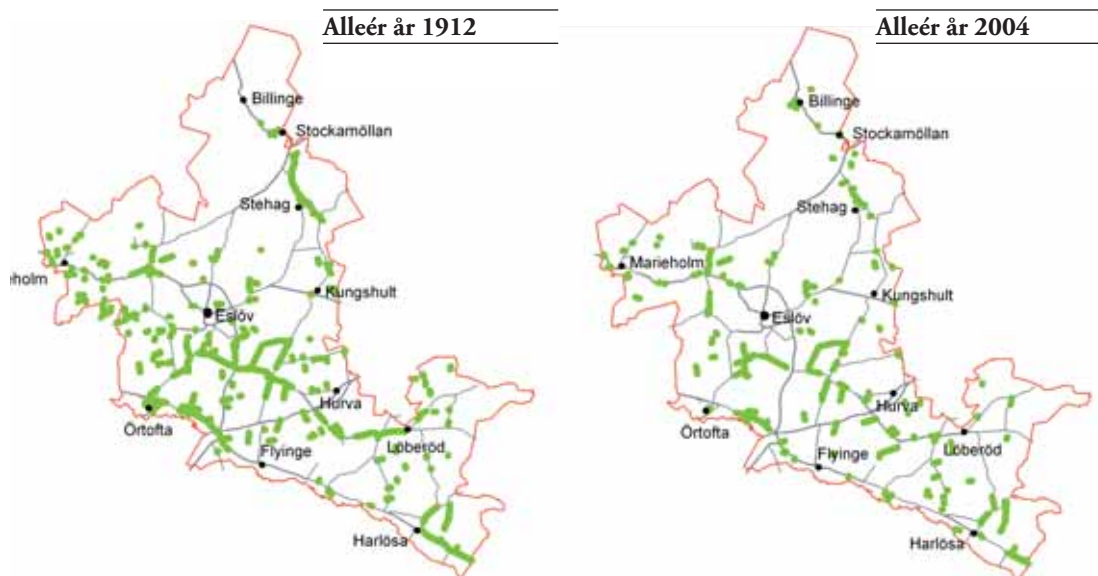 Alleér år 1912
Billinge
Stockamöllan
Stehag
eholm
Kungshult
Eslöv
Hurva
Örtofta
Löberöd
Flyinge
Harlösa
Alleér år 2004
Billinge
Stockamöllan
Stehag
Marieholm
Kungshult
Eslöv
Hurva
Örtofta
Löberöd
Flyinge
Harlösa